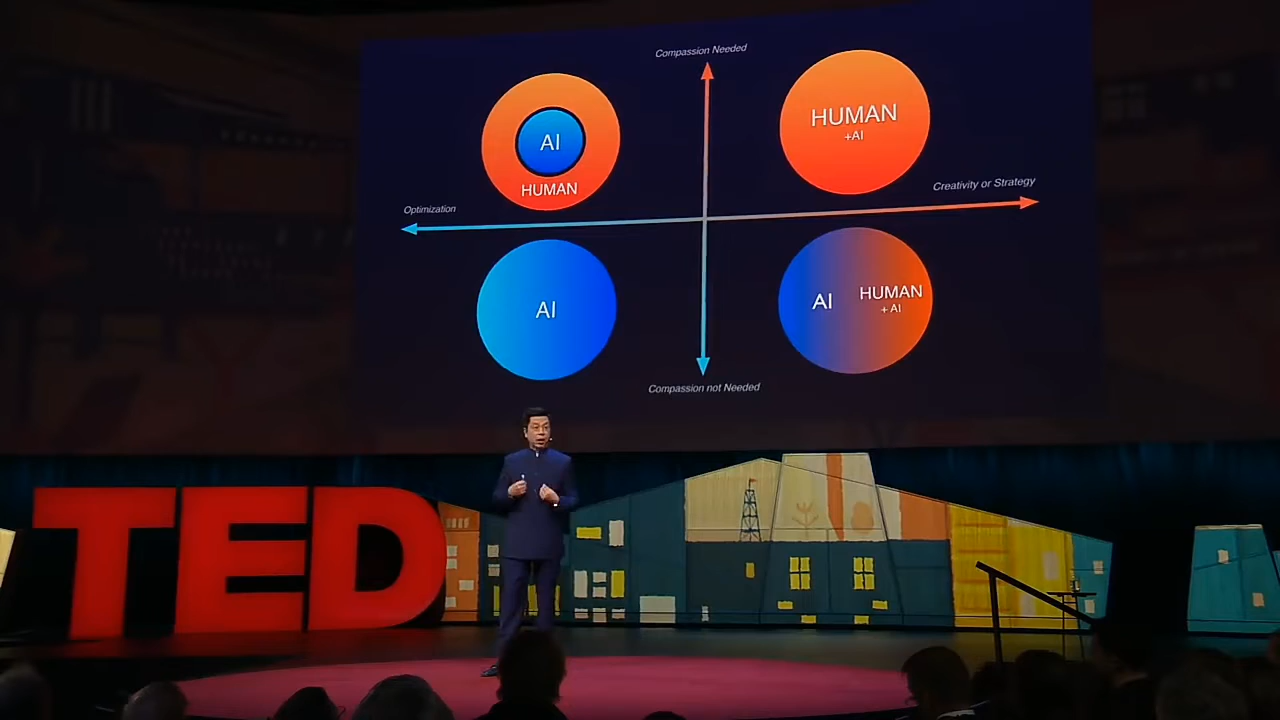 Compassion Needed
AI
HUMAN
HUMAN
+AI
Optimization
Creativity or Strategy
AI
AI
HUMAN
+ AI
Compassion not Needed
TED